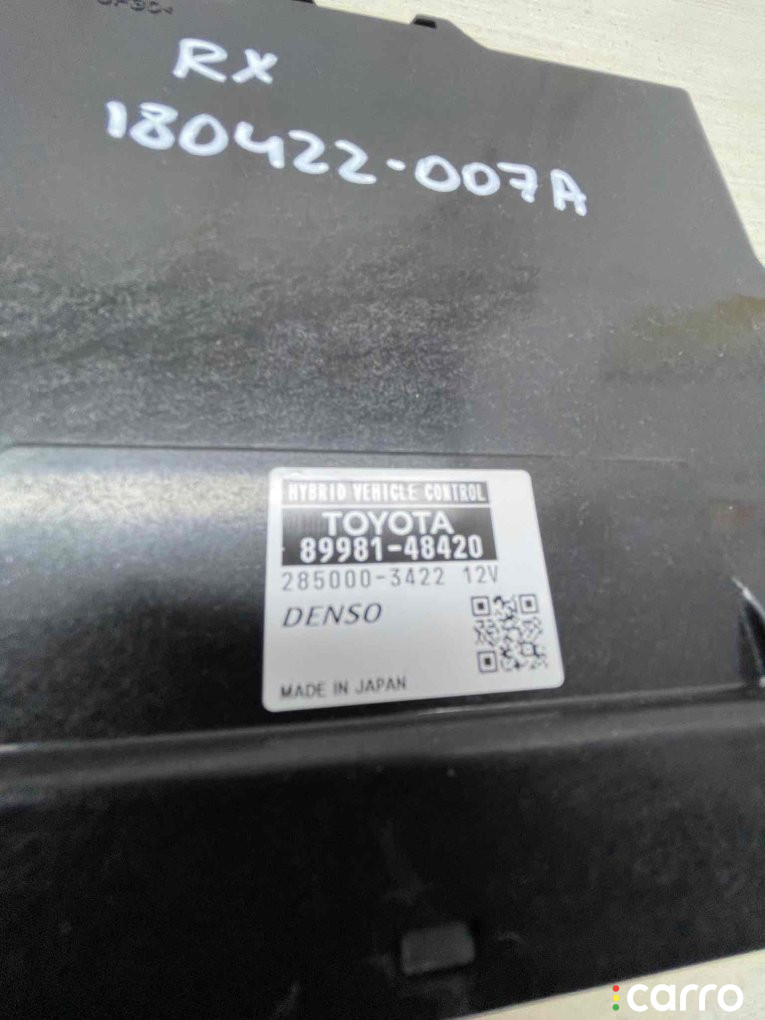 RX
180422-007A
HYBRID VEHICLE CONTROL
TOYOTA
89981-48420
285000-3422 12V
DENSO
MADE IN JAPAN
carro